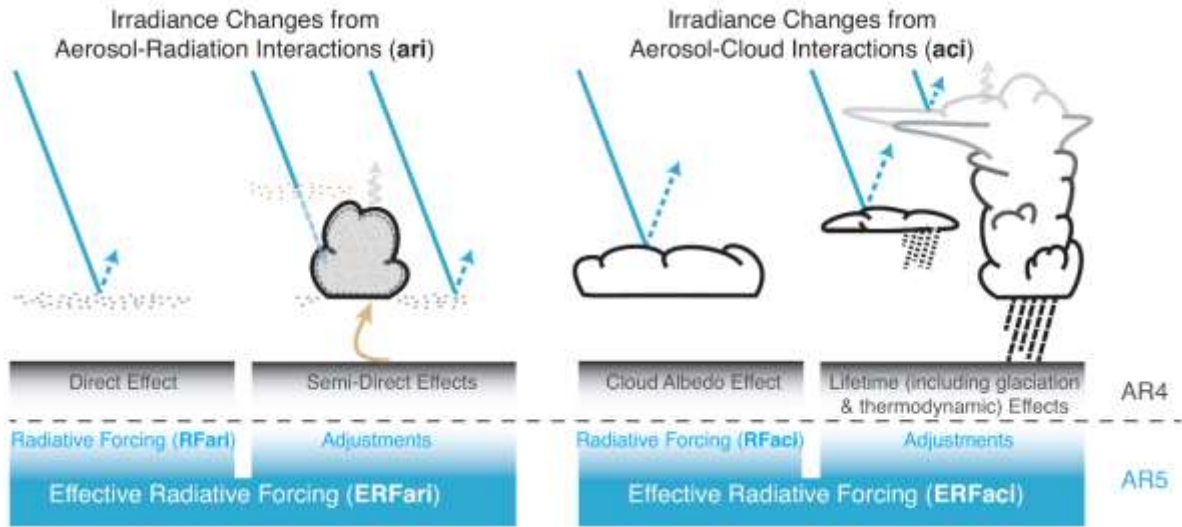 Irradiance Changes from
Aerosol-Radiation Interactions (ari)
Irradiance Changes from
Aerosol-Cloud Interactions (aci)
Direct Effect
Semi-Direct Effects
Cloud Albedo Effect
Lifetime (including glaciation
& thermodynamic) Effects
AR4
Radiative Forcing (RFari)
Adjustments
Radiative Forcing (RFaci)
Adjustments
AR5
Effective Radiative Forcing (ERFari)
Effective Radiative Forcing (ERFaci)